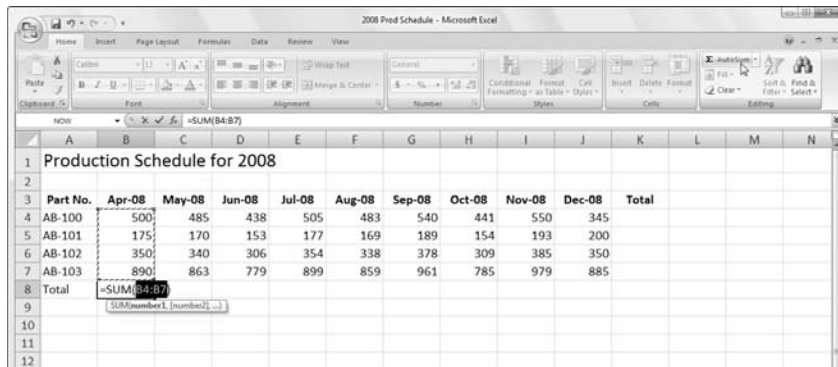 2008 Prod Schedule - Microsoft Excel
Home Insert Page Layout Formulas Data Review View
Calibri 11 A A Wrap Text General AutoSum
Paste B I U A Merge & Center $ % , Conditional Formatting Format as Table Cell Styles Insert Delete Format Fill Clear Sort & Filter Find & Select
Clipboard Font Alignment Number Styles Cells Editing
NOW fx =SUM(B4:B7)
A B C D E F G H I J K L M N
1 Production Schedule for 2008
2
3 Part No. Apr-08 May-08 Jun-08 Jul-08 Aug-08 Sep-08 Oct-08 Nov-08 Dec-08 Total
4 AB-100 500 485 438 505 483 540 441 550 345
5 AB-101 175 170 153 177 169 189 154 193 200
6 AB-102 350 340 306 354 338 378 309 385 350
7 AB-103 890 863 779 899 859 961 785 979 885
8 Total =SUM(B4:B7)
9 SUM(number1, [number2], ...)
10
11
12